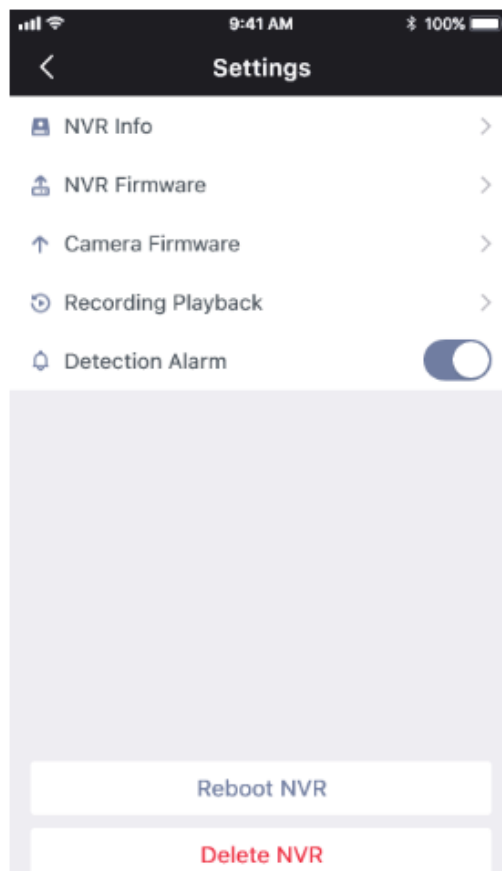 9:41 AM
100%
Settings
NVR Info
NVR Firmware
Camera Firmware
Recording Playback
Detection Alarm
Reboot NVR
Delete NVR